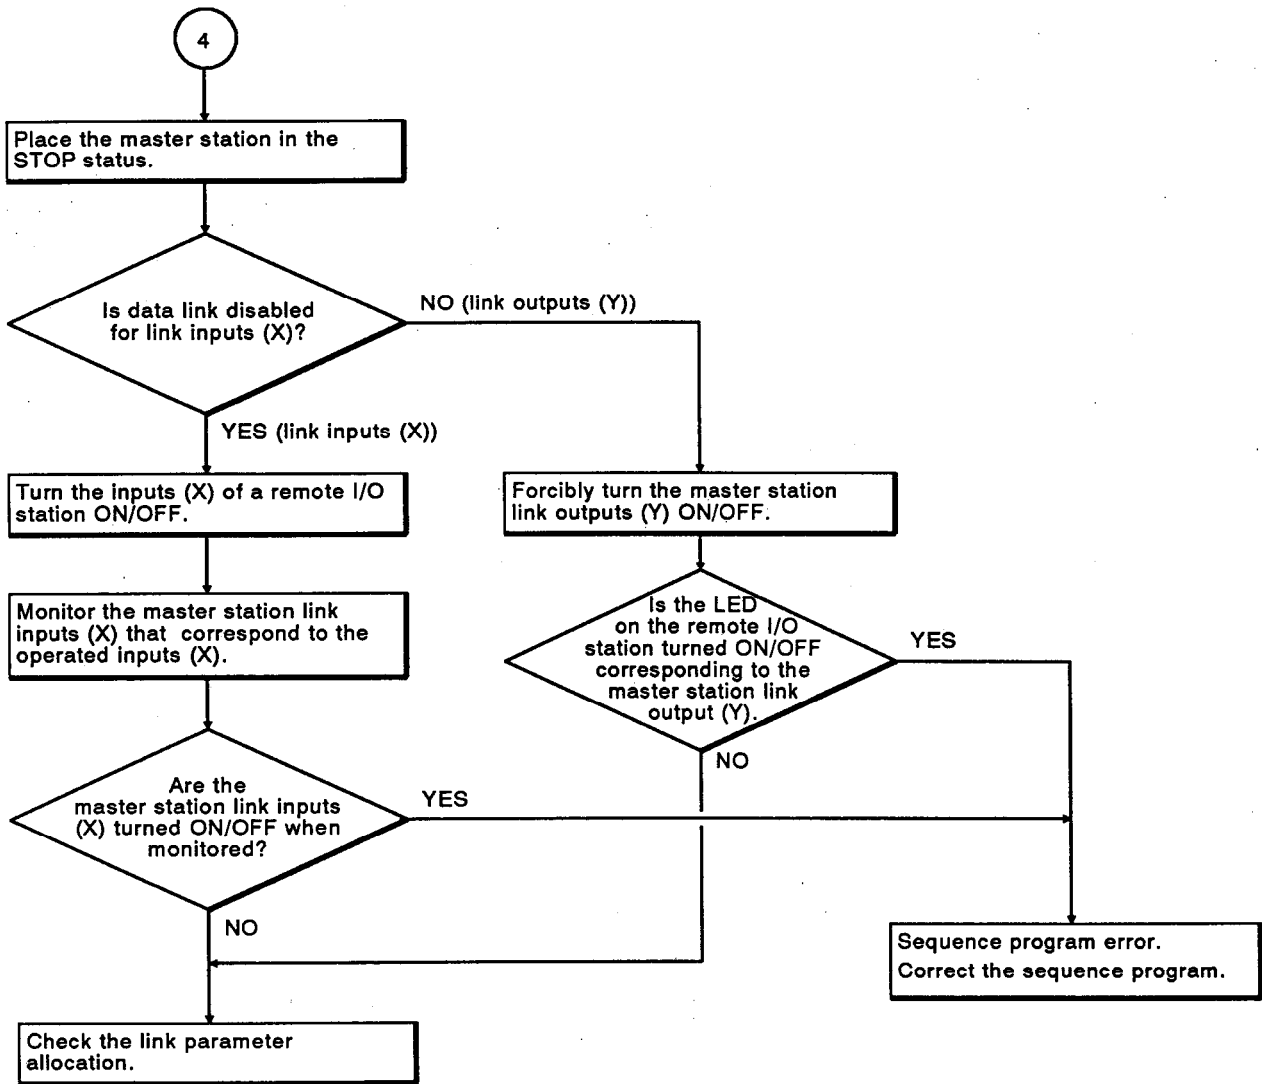 4
Place the master station in the
STOP status.
Is data link disabled
for link inputs (X)?
NO (link outputs (Y))
YES (link inputs (X))
Turn the inputs (X) of a remote I/O
station ON/OFF.
Forcibly turn the master station
link outputs (Y) ON/OFF.
Monitor the master station link
inputs (X) that correspond to the
operated inputs (X).
Is the LED
on the remote I/O
station turned ON/OFF
corresponding to the
master station link
output (Y).
YES
NO
Are the
master station link inputs
(X) turned ON/OFF when
monitored?
YES
NO
Sequence program error.
Correct the sequence program.
Check the link parameter
allocation.